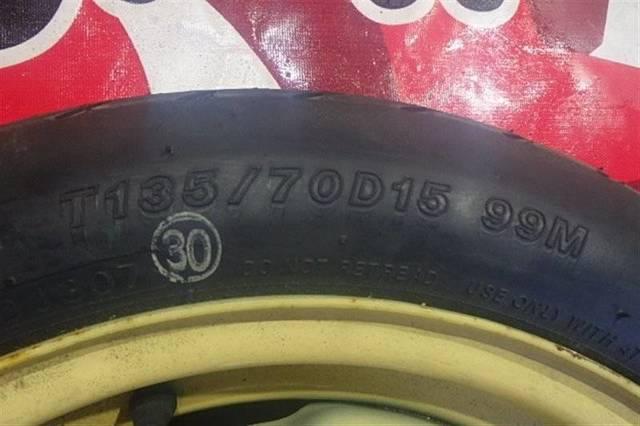 T135/70D15 99M
30
DO NOT RETREAD USE ONLY WITH